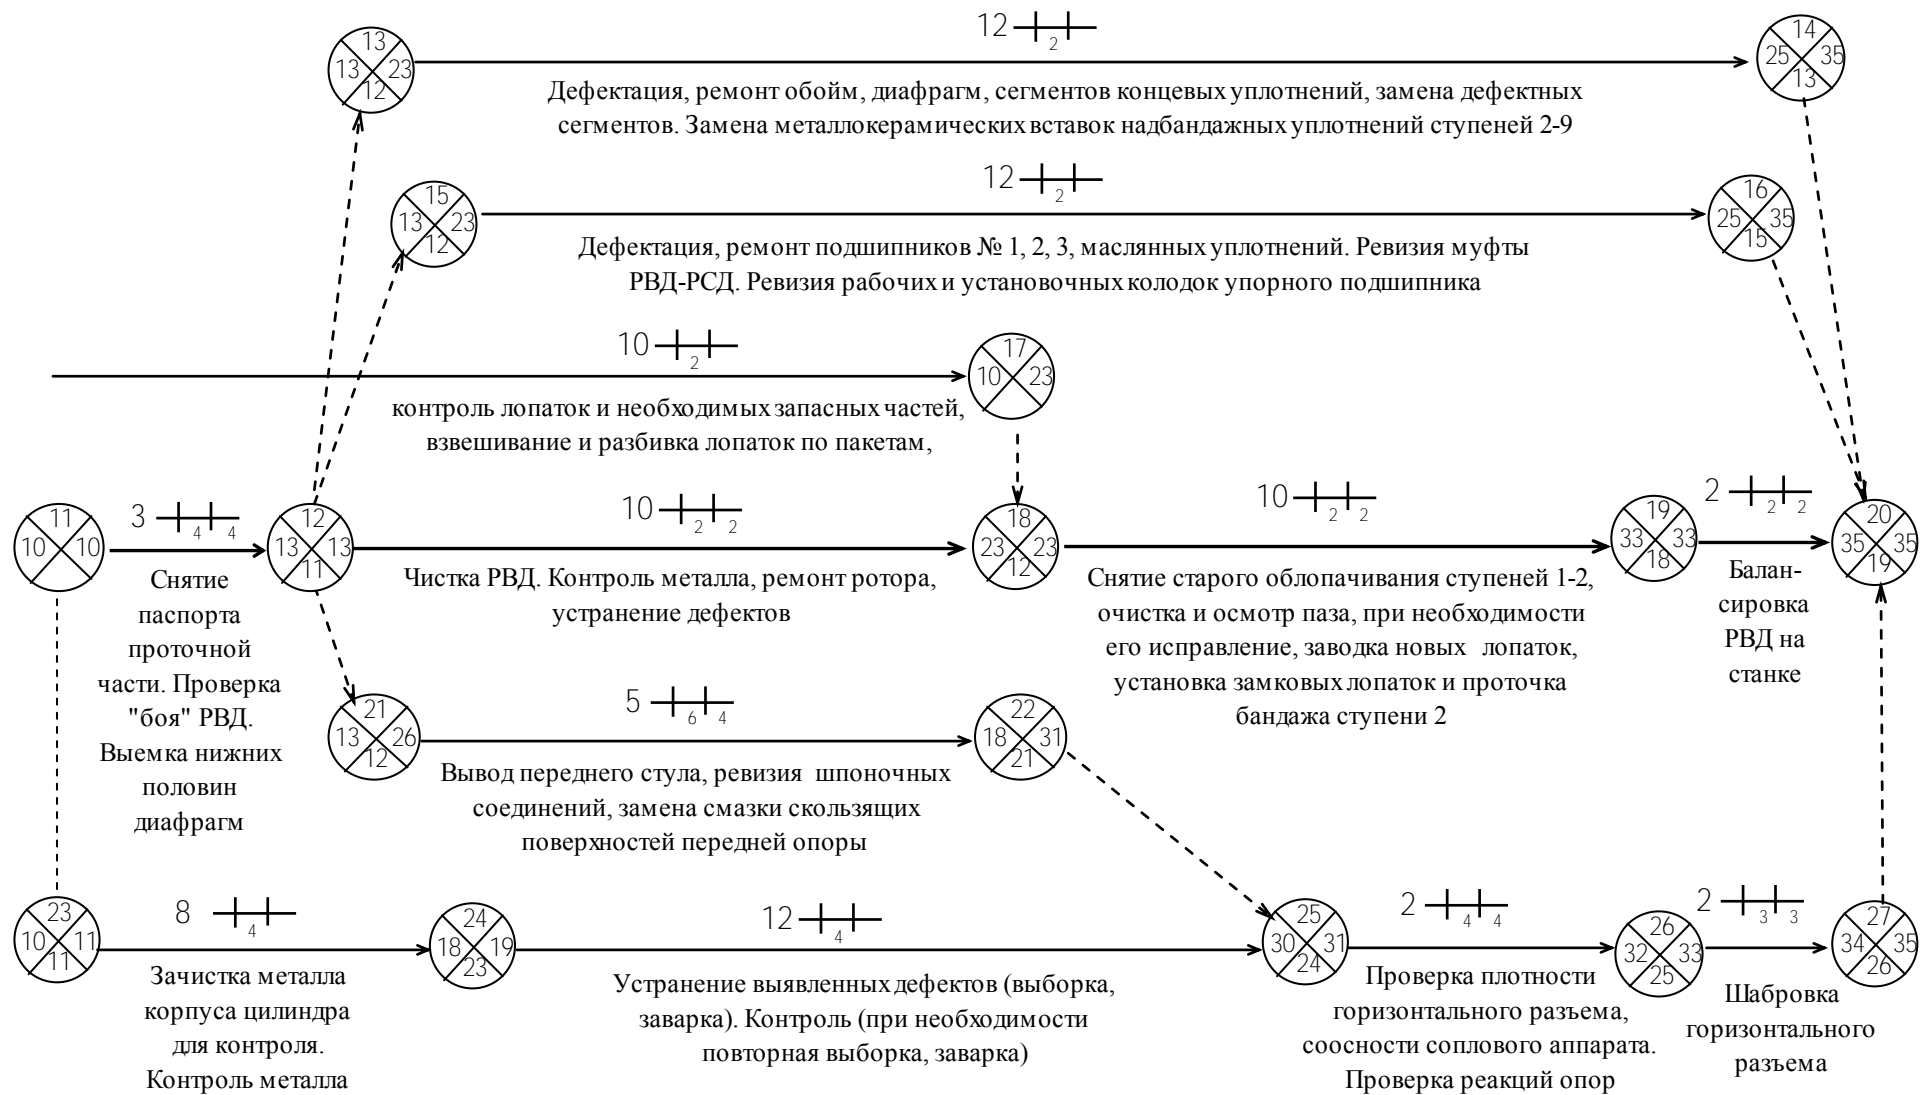 12
2
13
13 23
12
14
25 35
13
Дефектация, ремонт обойм, диафрагм, сегментов концевых уплотнений, замена дефектных
сегментов. Замена металлокерамических вставок надбандажных уплотнений ступеней 2-9
12
2
15
13 23
12
16
25 35
15
Дефектация, ремонт подшипников № 1, 2, 3, маслянных уплотнений. Ревизия муфты
РВД-РСД. Ревизия рабочих и установочных колодок упорного подшипника
10
2
17
10 23
контроль лопаток и необходимых запасных частей,
взвешивание и разбивка лопаток по пакетам,
11
10 10
3
4 4
12
13 13
11
10
2 2
18
23 23
12
10
2 2
19
33 33
18
2
2 2
20
35 35
19
Снятие
паспорта
проточной
части. Проверка
"боя" РВД.
Выемка нижних
половин
диафрагм
Чистка РВД. Контроль металла, ремонт ротора,
устранение дефектов
Снятие старого облопачивания ступеней 1-2,
очистка и осмотр паза, при необходимости
его исправление, заводка новых лопаток,
установка замковых лопаток и проточка
бандажа ступени 2
Балан-
сировка
РВД на
станке
21
13 26
12
5
6 4
22
18 31
21
Вывод переднего стула, ревизия шпоночных
соединений, замена смазки скользящих
поверхностей передней опоры
23
10 11
11
8
4
24
18 19
23
12
4
25
30 31
24
2
4 4
26
32 33
25
2
3 3
27
34 35
26
Зачистка металла
корпуса цилиндра
для контроля.
Контроль металла
Устранение выявленных дефектов (выборка,
заварка). Контроль (при необходимости
повторная выборка, заварка)
Проверка плотности
горизонтального разъема,
соосности соплового аппарата.
Проверка реакций опор
Шабровка
горизонтального
разъема